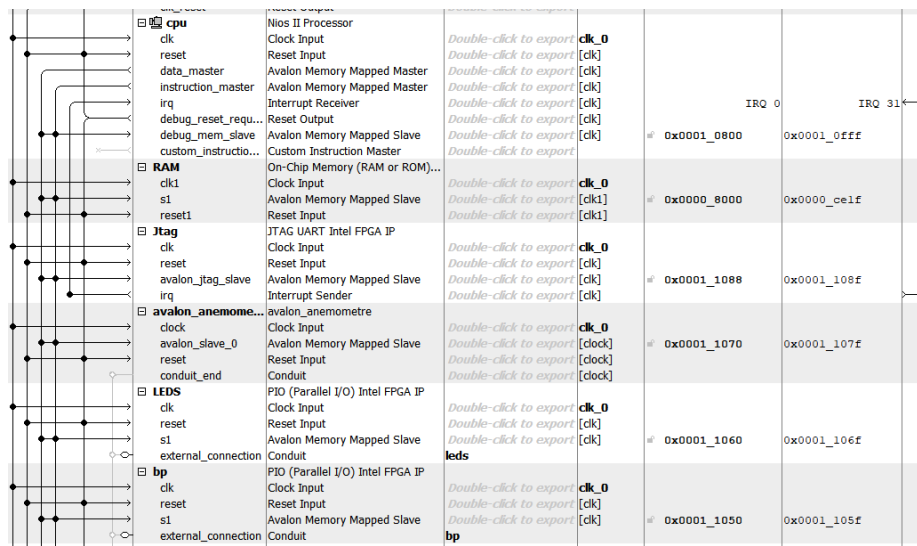 cpu Nios II Processor
clk Clock Input Double-click to export clk_0
reset Reset Input Double-click to export [clk]
data_master Avalon Memory Mapped Master Double-click to export [clk]
instruction_master Avalon Memory Mapped Master Double-click to export [clk]
irq Interrupt Receiver Double-click to export [clk] IRQ 0 IRQ 31
debug_reset_requ... Reset Output Double-click to export [clk]
debug_mem_slave Avalon Memory Mapped Slave Double-click to export [clk] 0x0001_0800 0x0001_0fff
custom_instructio... Custom Instruction Master Double-click to export
RAM On-Chip Memory (RAM or ROM)...
clk1 Clock Input Double-click to export clk_0
s1 Avalon Memory Mapped Slave Double-click to export [clk1] 0x0000_8000 0x0000_ce1f
reset1 Reset Input Double-click to export [clk1]
Jtag JTAG UART Intel FPGA IP
clk Clock Input Double-click to export clk_0
reset Reset Input Double-click to export [clk]
avalon_jtag_slave Avalon Memory Mapped Slave Double-click to export [clk] 0x0001_1088 0x0001_108f
irq Interrupt Sender Double-click to export [clk]
avalon_anemome... avalon_anemometre
clock Clock Input Double-click to export clk_0
avalon_slave_0 Avalon Memory Mapped Slave Double-click to export [clock] 0x0001_1070 0x0001_107f
reset Reset Input Double-click to export [clock]
conduit_end Conduit Double-click to export [clock]
LEDS PIO (Parallel I/O) Intel FPGA IP
clk Clock Input Double-click to export clk_0
reset Reset Input Double-click to export [clk]
s1 Avalon Memory Mapped Slave Double-click to export [clk] 0x0001_1060 0x0001_106f
external_connection Conduit leds
bp PIO (Parallel I/O) Intel FPGA IP
clk Clock Input Double-click to export clk_0
reset Reset Input Double-click to export [clk]
s1 Avalon Memory Mapped Slave Double-click to export [clk] 0x0001_1050 0x0001_105f
external_connection Conduit bp